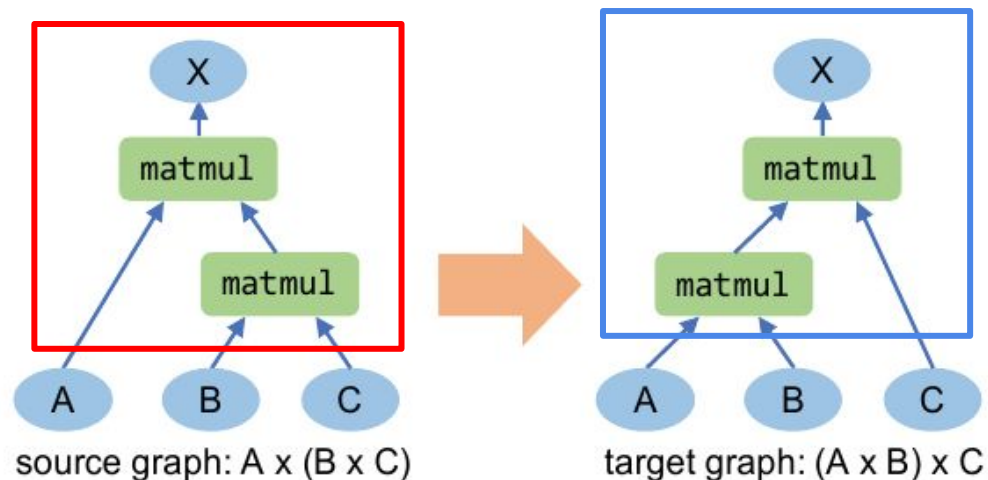 X
X
matmul
matmul
matmul
matmul
A
B
C
A
B
C
source graph: A x (B x C)
target graph: (A x B) x C